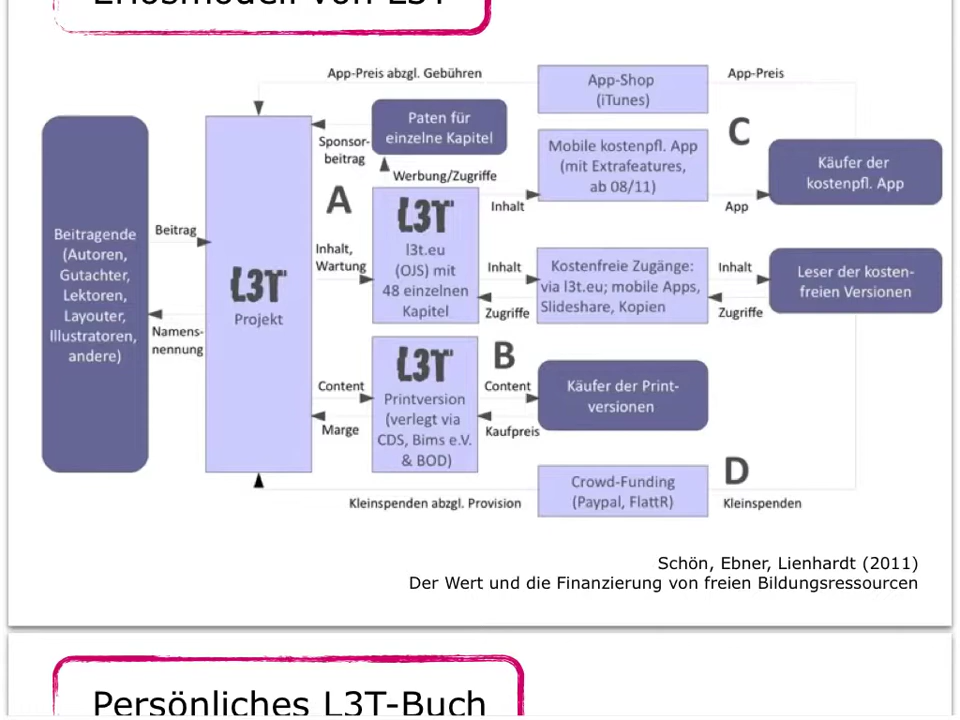 Erlösmodell von L3T
App-Preis abzgl. Gebühren
App-Shop
(iTunes)
App-Preis
Paten für
einzelne Kapitel
Sponsor-
beitrag
Werbung/Zugriffe
Mobile kostenpfl. App
(mit Extrafeatures,
ab 08/11)
C
Käufer der
kostenpfl. App
Inhalt
App
A
Beitragende
(Autoren,
Gutachter,
Lektoren,
Layouter,
Illustratoren,
andere)
Beitrag
Namens-
nennung
L3T
Projekt
Inhalt,
Wartung
L3T
l3t.eu
(OJS) mit
48 einzelnen
Kapitel
Inhalt
Zugriffe
Kostenfreie Zugänge:
via l3t.eu; mobile Apps,
Slideshare, Kopien
Inhalt
Zugriffe
Leser der kosten-
freien Versionen
B
Content
Marge
L3T
Printversion
(verlegt via
CDS, Bims e.V.
& BOD)
Content
Kaufpreis
Käufer der Print-
versionen
D
Kleinspenden abzgl. Provision
Crowd-Funding
(Paypal, FlattR)
Kleinspenden
Schön, Ebner, Lienhardt (2011)
Der Wert und die Finanzierung von freien Bildungsressourcen
Persönliches L3T-Buch